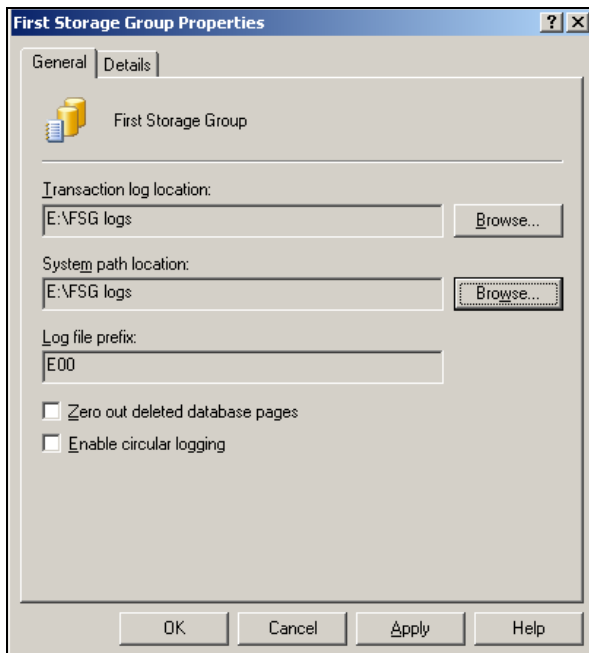 First Storage Group Properties
General
Details
First Storage Group
Transaction log location:
E:\FSG logs
Browse...
System path location:
E:\FSG logs
Browse...
Log file prefix:
E00
Zero out deleted database pages
Enable circular logging
OK
Cancel
Apply
Help